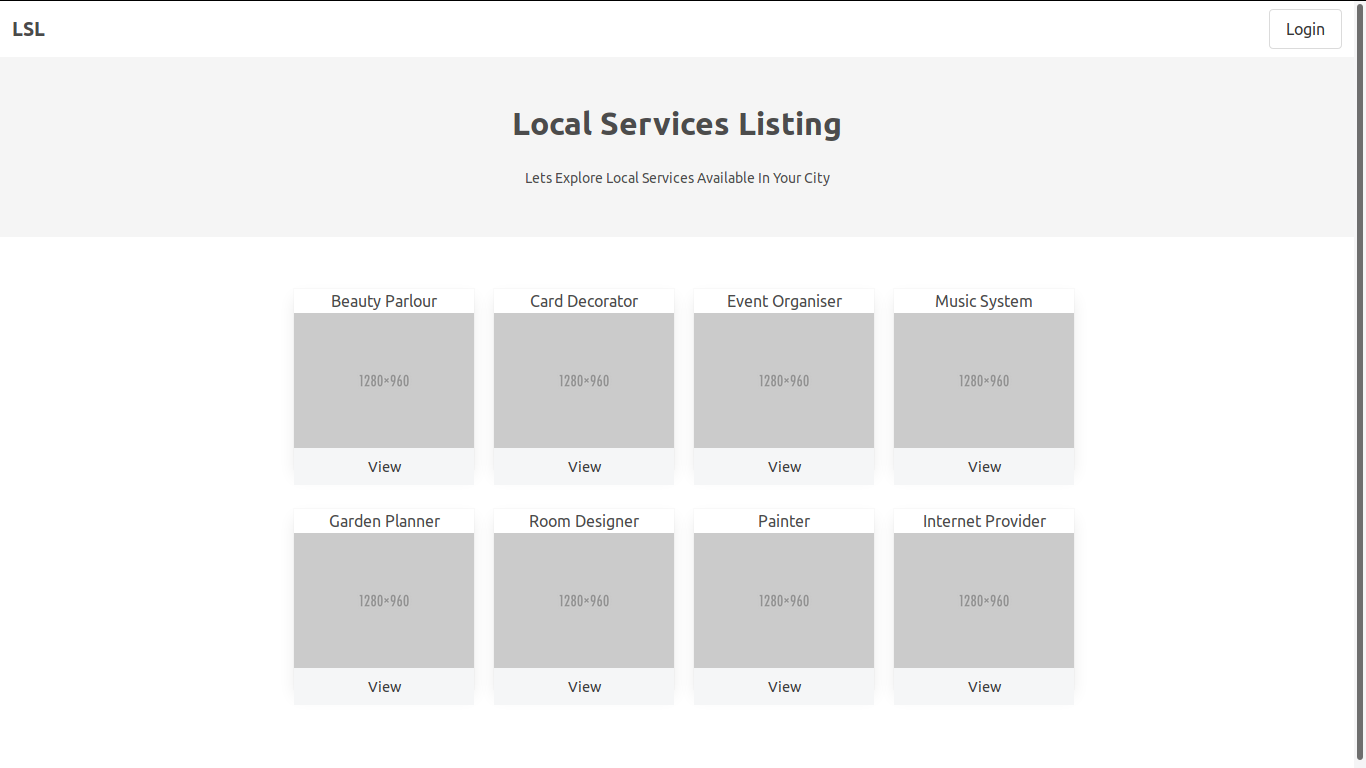 LSL
Login
Local Services Listing
Lets Explore Local Services Available In Your City
Beauty Parlour
Card Decorator
Event Organiser
Music System
1280×960
1280×960
1280×960
1280×960
View
View
View
View
Garden Planner
Room Designer
Painter
Internet Provider
1280×960
1280×960
1280×960
1280×960
View
View
View
View